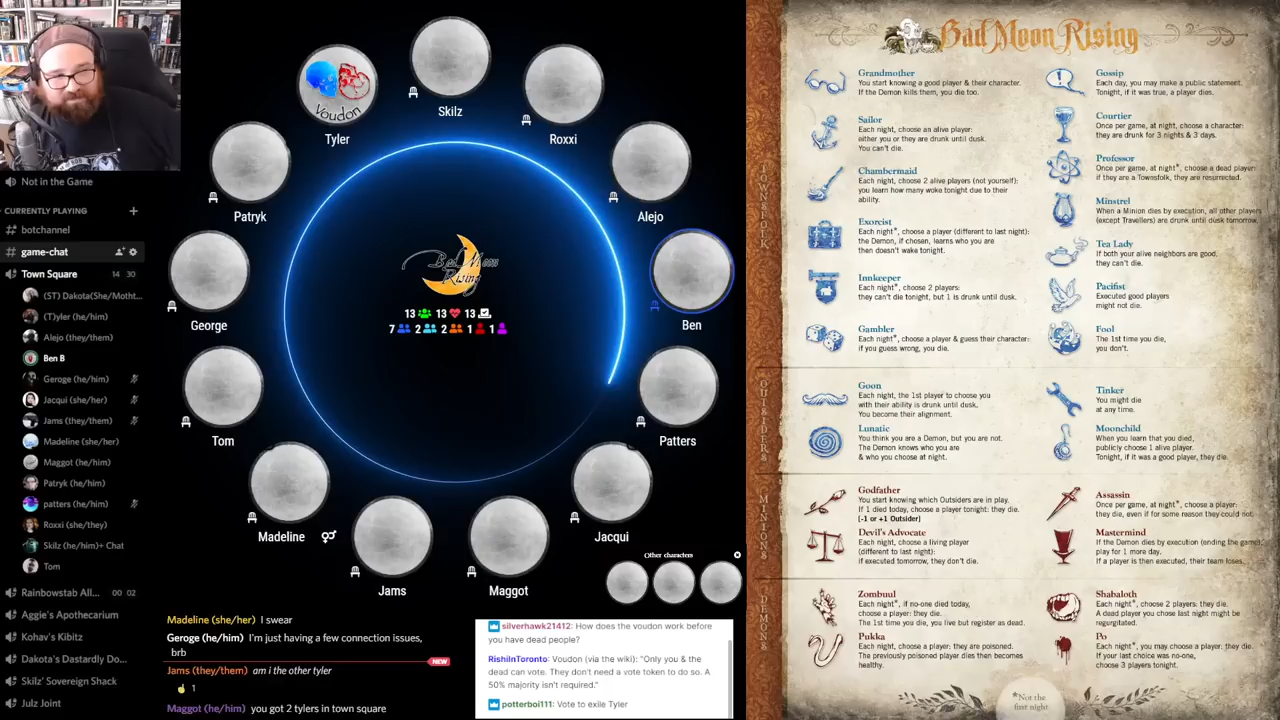 Not in the Game
CURRENTLY PLAYING
botchannel
game-chat
Town Square 14 30
(ST) Dakota(She/Motht...
(T)yler (he/him)
Alejo (they/them)
Ben B
Geroge (he/him)
Jacqui (she/her)
Jams (they/them)
Madeline (she/her)
Maggot (he/him)
Patryk (he/him)
patters (he/him)
Roxxi (she/they)
Skilz (he/him)+ Chat
Tom
Rainbowstab All... 00 02
Aggie's Apothecarium
Kohav's Kibitz
Dakota's Dastardly Do...
Skilz' Sovereign Shack
Julz Joint
Voudon
Tyler
Skilz
Roxxi
Alejo
Ben
Patters
Jacqui
Maggot
Jams
Madeline
Tom
George
Patryk
Bad Moon
Rising
13 13 13
7 2 2 1 1
Other characters
Madeline (she/her) I swear
Geroge (he/him) I'm just having a few connection issues,
brb
NEW
Jams (they/them) am i the other tyler
1
Maggot (he/him) you got 2 tylers in town square
silverhawk21412: How does the voudon work before
you have dead people?
RishiInToronto: Voudon (via the wiki): "Only you & the
dead can vote. They don't need a vote token to do so. A
50% majority isn't required."
potterboi111: Vote to exile Tyler
Bad Moon Rising
TOWNSFOLK
Grandmother
You start knowing a good player & their character.
If the Demon kills them, you die too.
Sailor
Each night, choose an alive player:
either you or they are drunk until dusk.
You can't die.
Chambermaid
Each night, choose 2 alive players (not yourself):
you learn how many woke tonight due to their
ability.
Exorcist
Each night*, choose a player (different to last night):
the Demon, if chosen, learns who you are
then doesn't wake tonight.
Innkeeper
Each night*, choose 2 players:
they can't die tonight, but 1 is drunk until dusk.
Gambler
Each night*, choose a player & guess their character:
if you guess wrong, you die.
Gossip
Each day, you may make a public statement.
Tonight, if it was true, a player dies.
Courtier
Once per game, at night, choose a character:
they are drunk for 3 nights & 3 days.
Professor
Once per game, at night*, choose a dead player:
if they are a Townsfolk, they are resurrected.
Minstrel
When a Minion dies by execution, all other players
(except Travellers) are drunk until dusk tomorrow.
Tea Lady
If both your alive neighbors are good,
they can't die.
Pacifist
Executed good players
might not die.
Fool
The 1st time you die,
you don't.
OUTSIDERS
Goon
Each night, the 1st player to choose you
with their ability is drunk until dusk.
You become their alignment.
Lunatic
You think you are a Demon, but you are not.
The Demon knows who you are
& who you choose at night.
Tinker
You might die
at any time.
Moonchild
When you learn that you died,
publicly choose 1 alive player.
Tonight, if it was a good player, they die.
MINIONS
Godfather
You start knowing which Outsiders are in play.
If 1 died today, choose a player tonight: they die.
[-1 or +1 Outsider]
Devil's Advocate
Each night, choose a living player
(different to last night):
if executed tomorrow, they don't die.
Assassin
Once per game, at night*, choose a player:
they die, even if for some reason they could not.
Mastermind
If the Demon dies by execution (ending the game),
play for 1 more day.
If a player is then executed, their team loses.
DEMONS
Zombuul
Each night*, if no-one died today,
choose a player: they die.
The 1st time you die, you live but register as dead.
Pukka
Each night, choose a player: they are poisoned.
The previously poisoned player dies then becomes
healthy.
Shabaloth
Each night*, choose 2 players: they die.
A dead player you chose last night might be
regurgitated.
Po
Each night*, you may choose a player: they die.
If your last choice was no-one,
choose 3 players tonight.
*Not the
first night